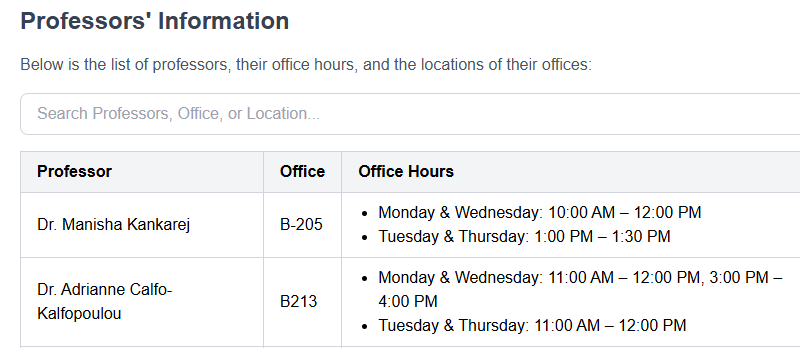 Professors' Information
Below is the list of professors, their office hours, and the locations of their offices:
Search Professors, Office, or Location...
Professor Office Office Hours
Dr. Manisha Kankarej B-205
Monday & Wednesday: 10:00 AM – 12:00 PM
Tuesday & Thursday: 1:00 PM – 1:30 PM
Dr. Adrianne Calfo-
Kalfopoulou
B213
Monday & Wednesday: 11:00 AM – 12:00 PM, 3:00 PM –
4:00 PM
Tuesday & Thursday: 11:00 AM – 12:00 PM